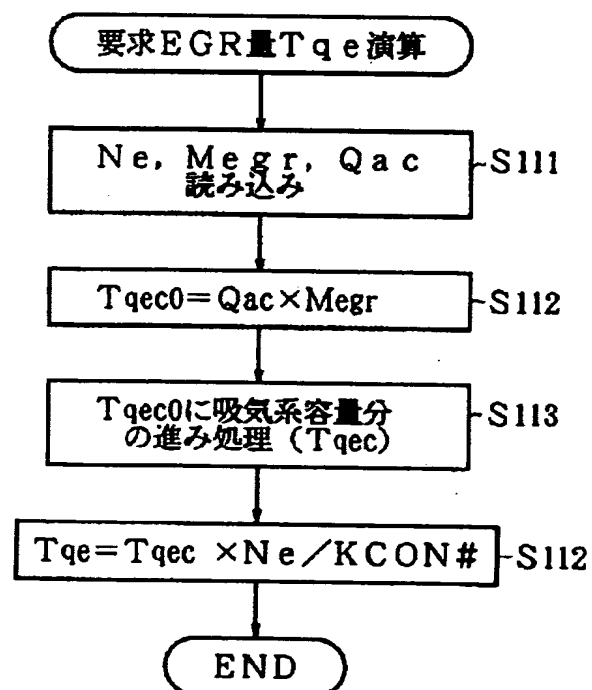 要求EGR量Tqe演算
Ne, Megr, Qac
読み込み
S111
Tqec0=Qac×Megr
S112
Tqec0に吸気系容量分
の進み処理(Tqec)
S113
Tqe=Tqec ×Ne/KCON#
S112
END